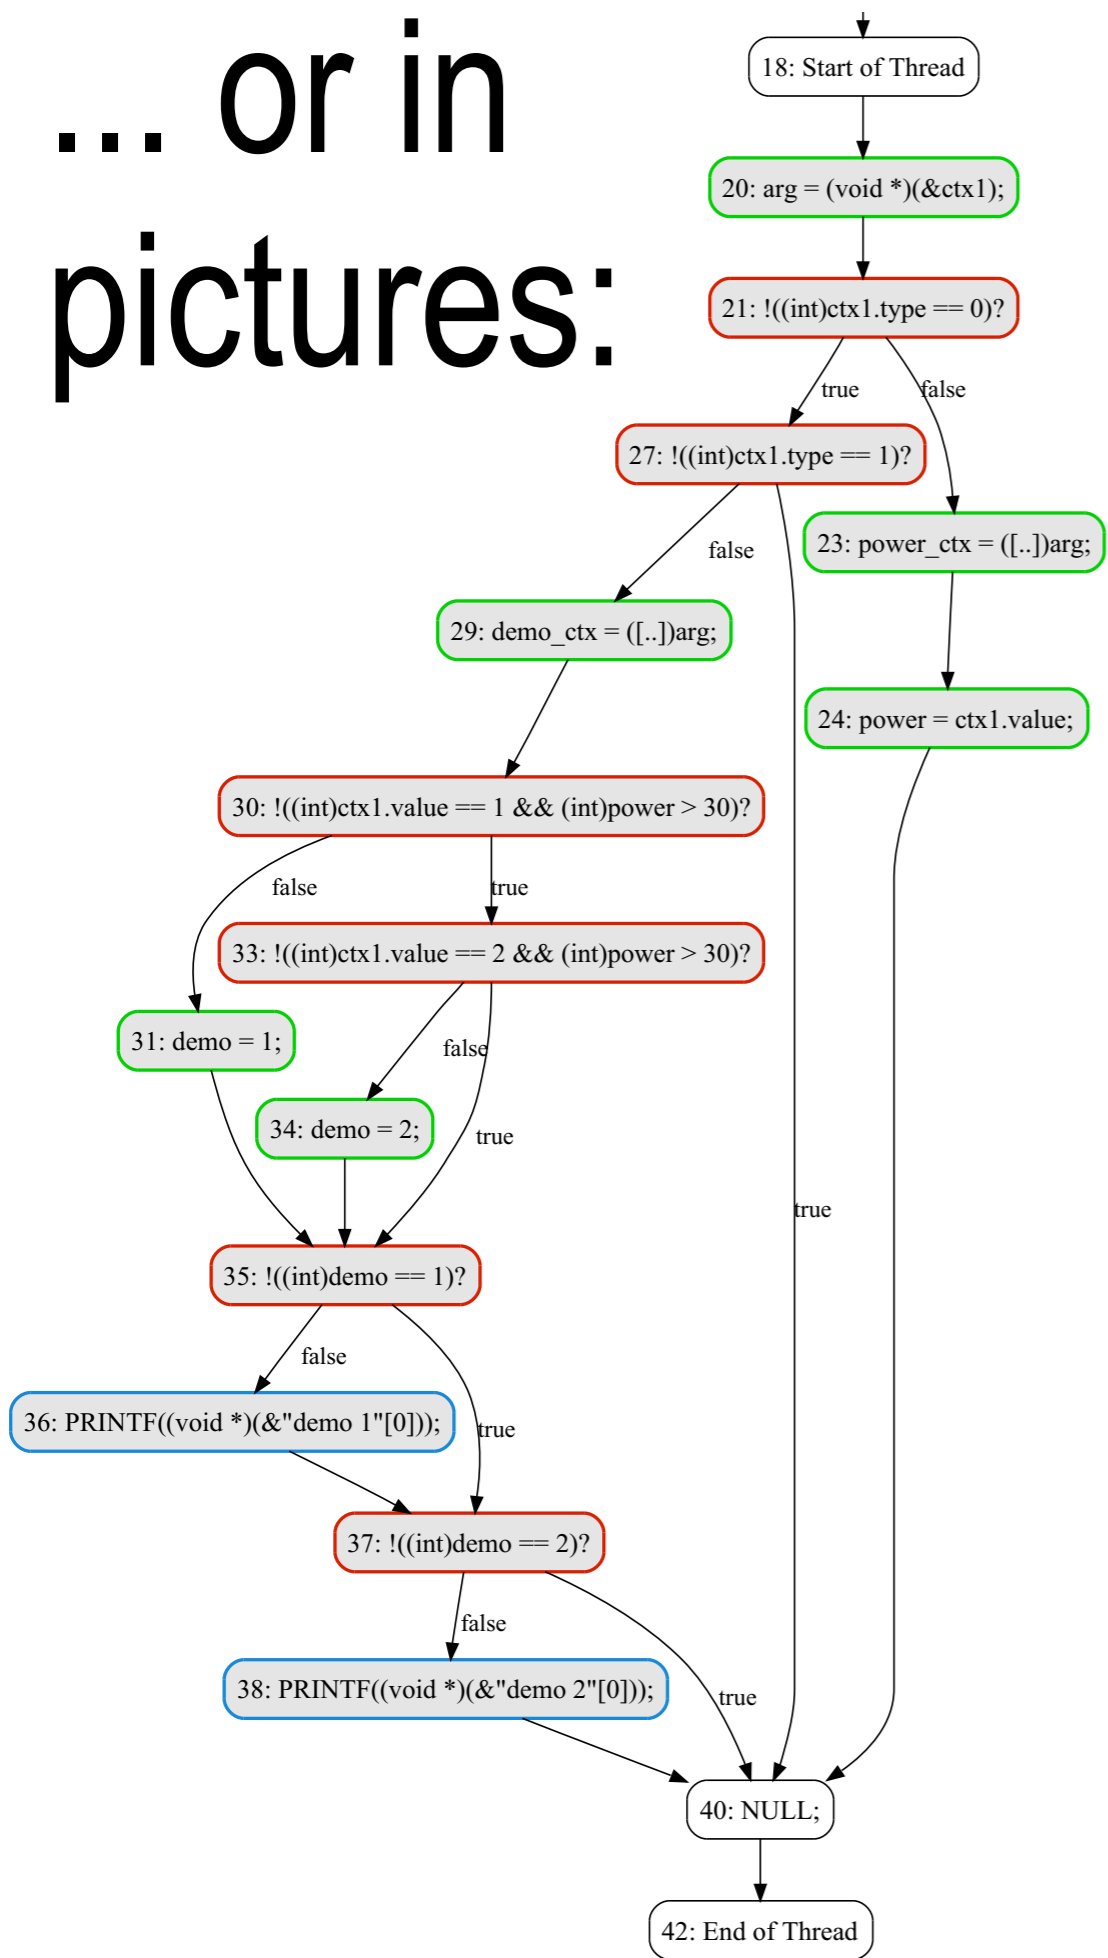 ... or in
pictures:
18: Start of Thread
20: arg = (void *)(&ctx1);
21: !((int)ctx1.type == 0)?
true
false
27: !((int)ctx1.type == 1)?
false
23: power_ctx = ([..])arg;
29: demo_ctx = ([..])arg;
24: power = ctx1.value;
30: !((int)ctx1.value == 1 && (int)power > 30)?
false
true
33: !((int)ctx1.value == 2 && (int)power > 30)?
31: demo = 1;
false
34: demo = 2;
true
true
35: !((int)demo == 1)?
false
36: PRINTF((void *)(&"demo 1"[0]));
true
37: !((int)demo == 2)?
false
38: PRINTF((void *)(&"demo 2"[0]));
true
40: NULL;
42: End of Thread